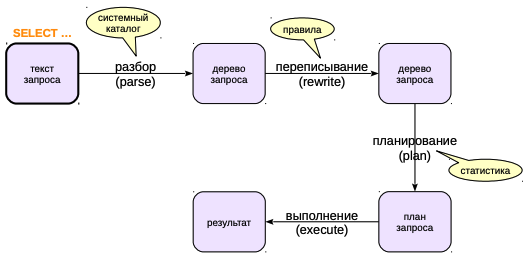 SELECT ...
системный
каталог
правила
текст
запроса
разбор
(parse)
дерево
запроса
переписывание
(rewrite)
дерево
запроса
планирование
(plan)
статистика
результат
выполнение
(execute)
план
запроса